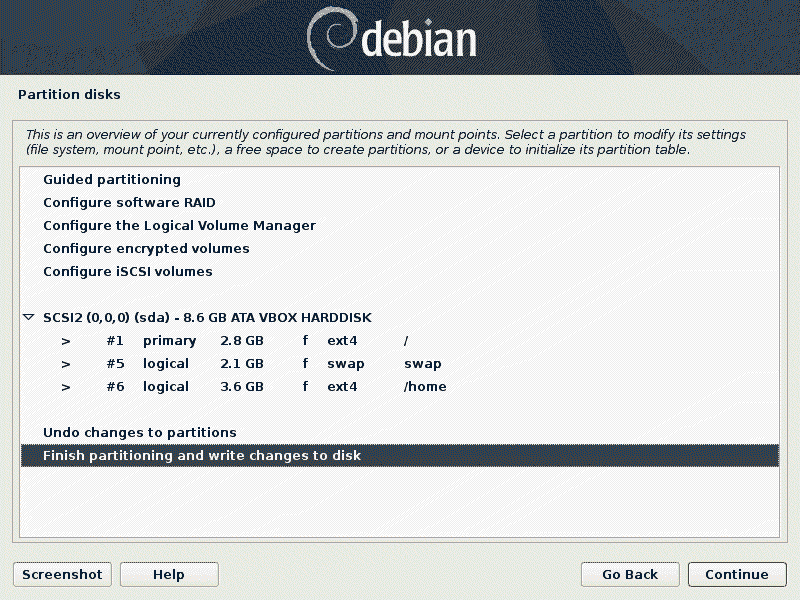 debian
Partition disks
This is an overview of your currently configured partitions and mount points. Select a partition to modify its settings
(file system, mount point, etc.), a free space to create partitions, or a device to initialize its partition table.
Guided partitioning
Configure software RAID
Configure the Logical Volume Manager
Configure encrypted volumes
Configure iSCSI volumes
SCSI2 (0,0,0) (sda) - 8.6 GB ATA VBOX HARDDISK
> #1 primary 2.8 GB f ext4 /
> #5 logical 2.1 GB f swap swap
> #6 logical 3.6 GB f ext4 /home
Undo changes to partitions
Finish partitioning and write changes to disk
Screenshot Help Go Back Continue